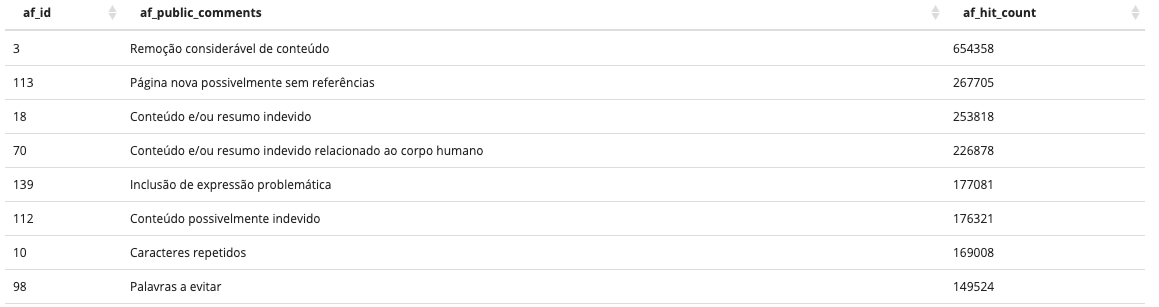 af_id af_public_comments af_hit_count
3 Remoção considerável de conteúdo 654358
113 Página nova possivelmente sem referências 267705
18 Conteúdo e/ou resumo indevido 253818
70 Conteúdo e/ou resumo indevido relacionado ao corpo humano 226878
139 Inclusão de expressão problemática 177081
112 Conteúdo possivelmente indevido 176321
10 Caracteres repetidos 169008
98 Palavras a evitar 149524